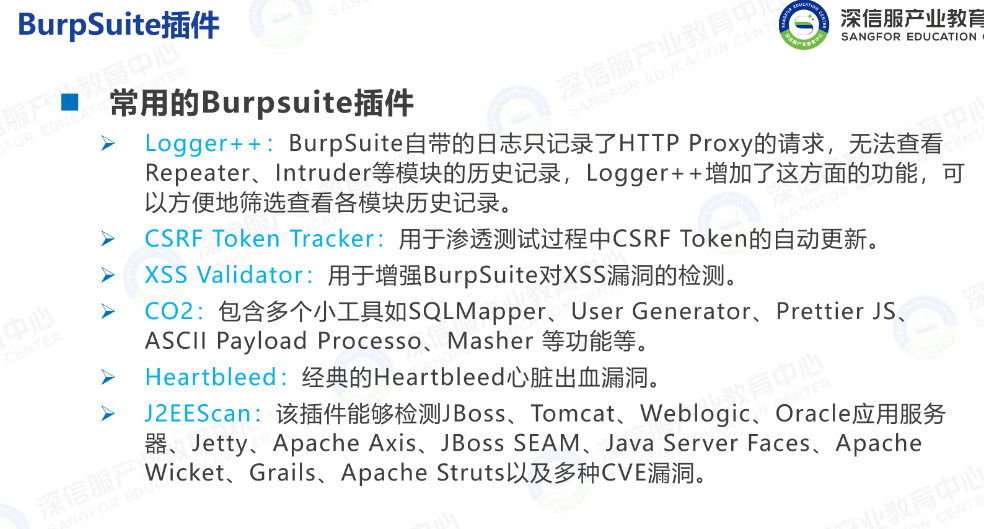 BurpSuite插件
深信服产业教育
SANGFOR EDUCATION
常用的Burpsuite插件
Logger++：BurpSuite自带的日志只记录了HTTP Proxy的请求，无法查看
Repeater、Intruder等模块的历史记录，Logger++增加了这方面的功能，可
以方便地筛选查看各模块历史记录。
CSRF Token Tracker：用于渗透测试过程中CSRF Token的自动更新。
XSS Validator：用于增强BurpSuite对XSS漏洞的检测。
CO2：包含多个小工具如SQLMapper、User Generator、Prettier JS、
ASCII Payload Processo、Masher 等功能等。
Heartbleed：经典的Heartbleed心脏出血漏洞。
J2EEScan：该插件能够检测JBoss、Tomcat、Weblogic、Oracle应用服务
器、Jetty、Apache Axis、JBoss SEAM、Java Server Faces、Apache
Wicket、Grails、Apache Struts以及多种CVE漏洞。